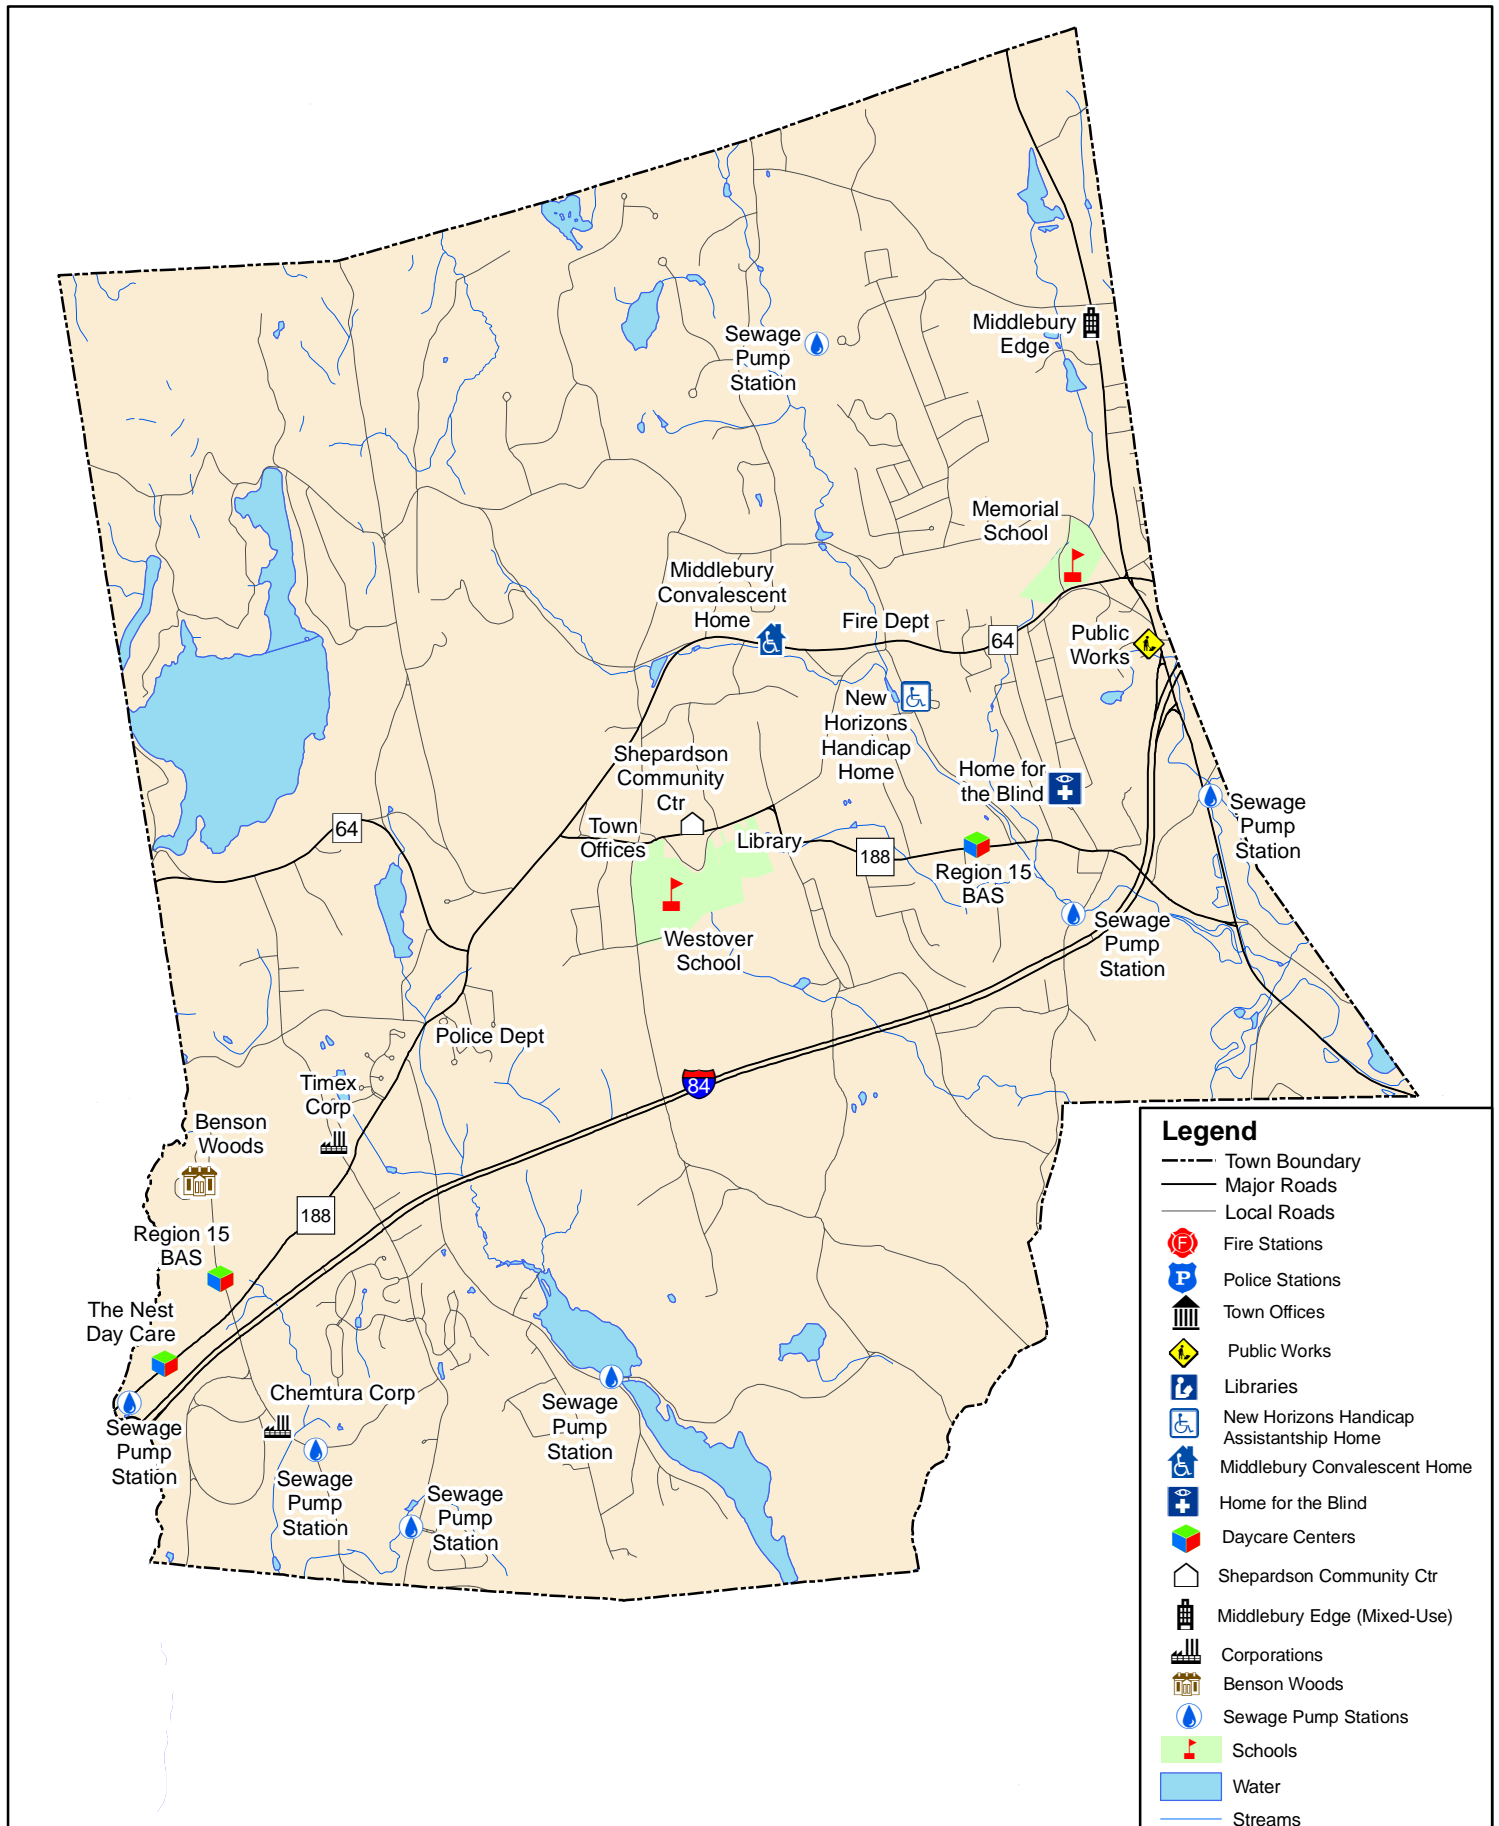 Sewage
Pump
Station
Middlebury
Edge
Memorial
School
Middlebury
Convalescent
Home
Fire Dept
64
Public
Works
New
Horizons
Handicap
Home
Shepardson
Community
Ctr
Home for
the Blind
Sewage
Pump
Station
64
Town
Offices
Library
188
Region 15
BAS
Westover
School
Sewage
Pump
Station
Police Dept
84
Timex
Corp
Benson
Woods
188
Region 15
BAS
The Nest
Day Care
Chemtura Corp
Sewage
Pump
Station
Sewage
Pump
Station
Sewage
Pump
Station
Sewage
Pump
Station
Legend
Town Boundary
Major Roads
Local Roads
F
Fire Stations
P
Police Stations
Town Offices
Public Works
Libraries
New Horizons Handicap
Assistantship Home
Middlebury Convalescent Home
Home for the Blind
Daycare Centers
Shepardson Community Ctr
Middlebury Edge (Mixed-Use)
Corporations
Benson Woods
Sewage Pump Stations
Schools
Water
Streams